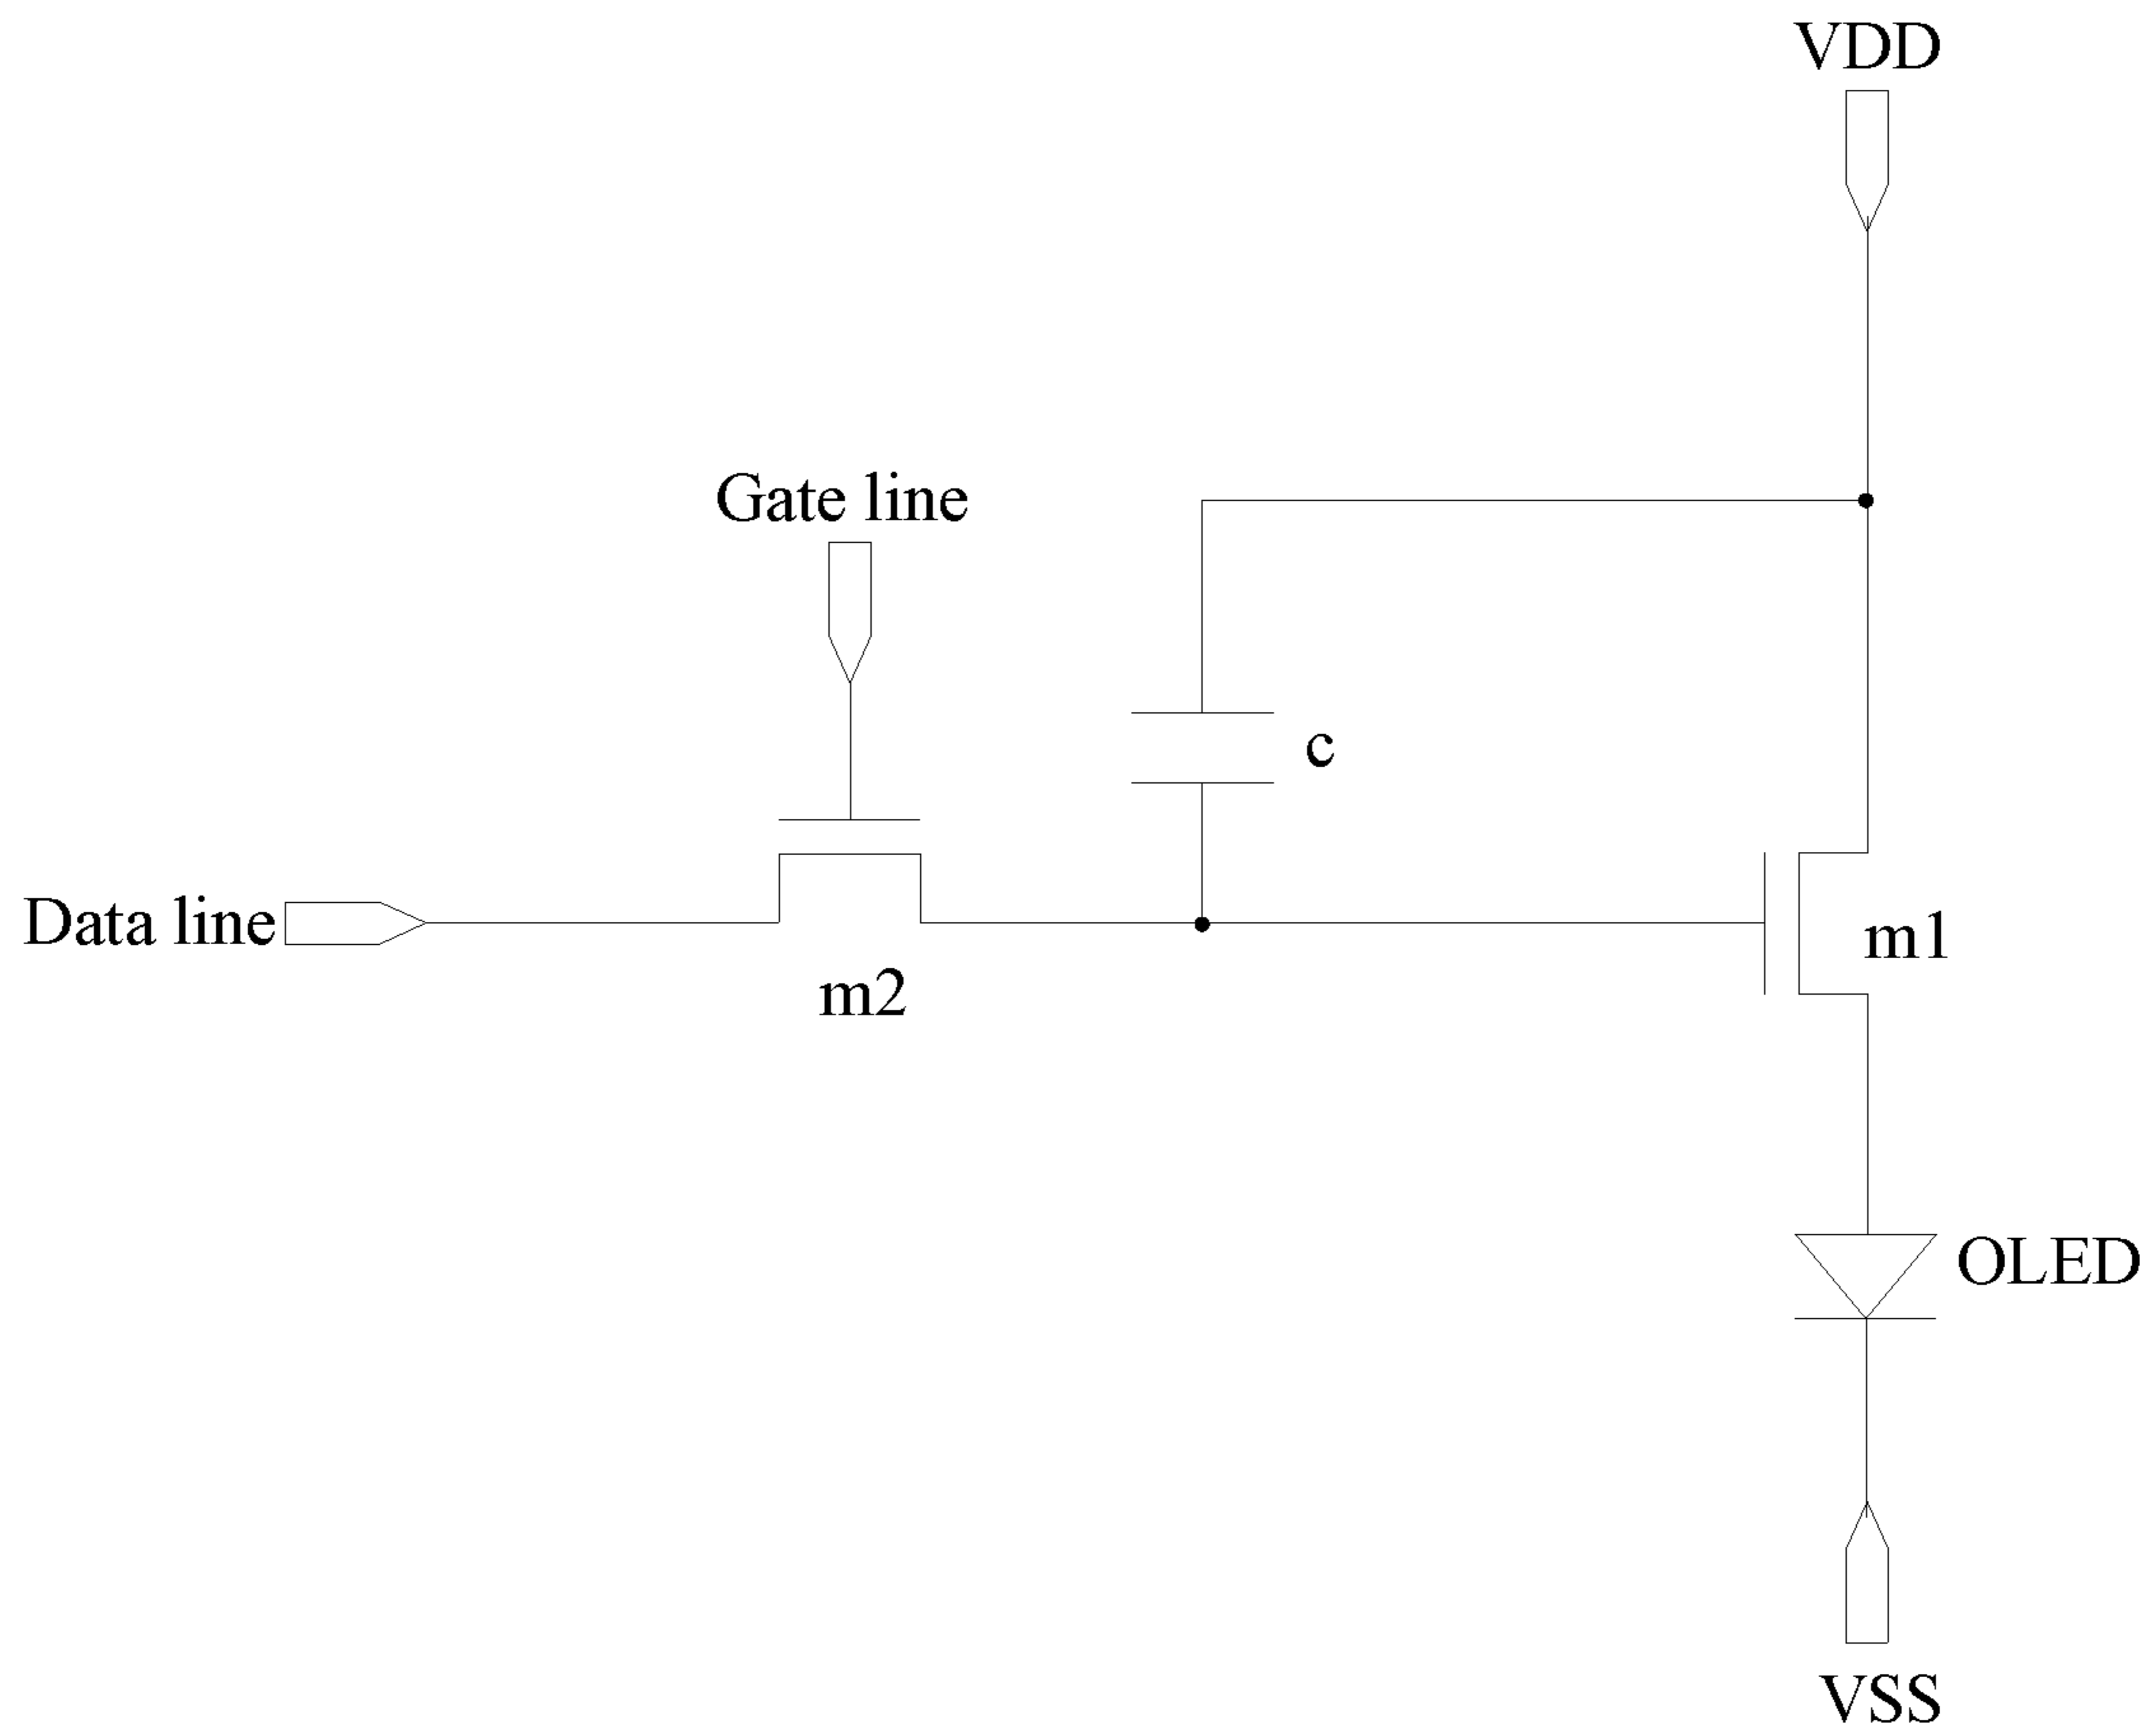 VDD
Gate line
c
Data line
m1
m2
OLED
VSS